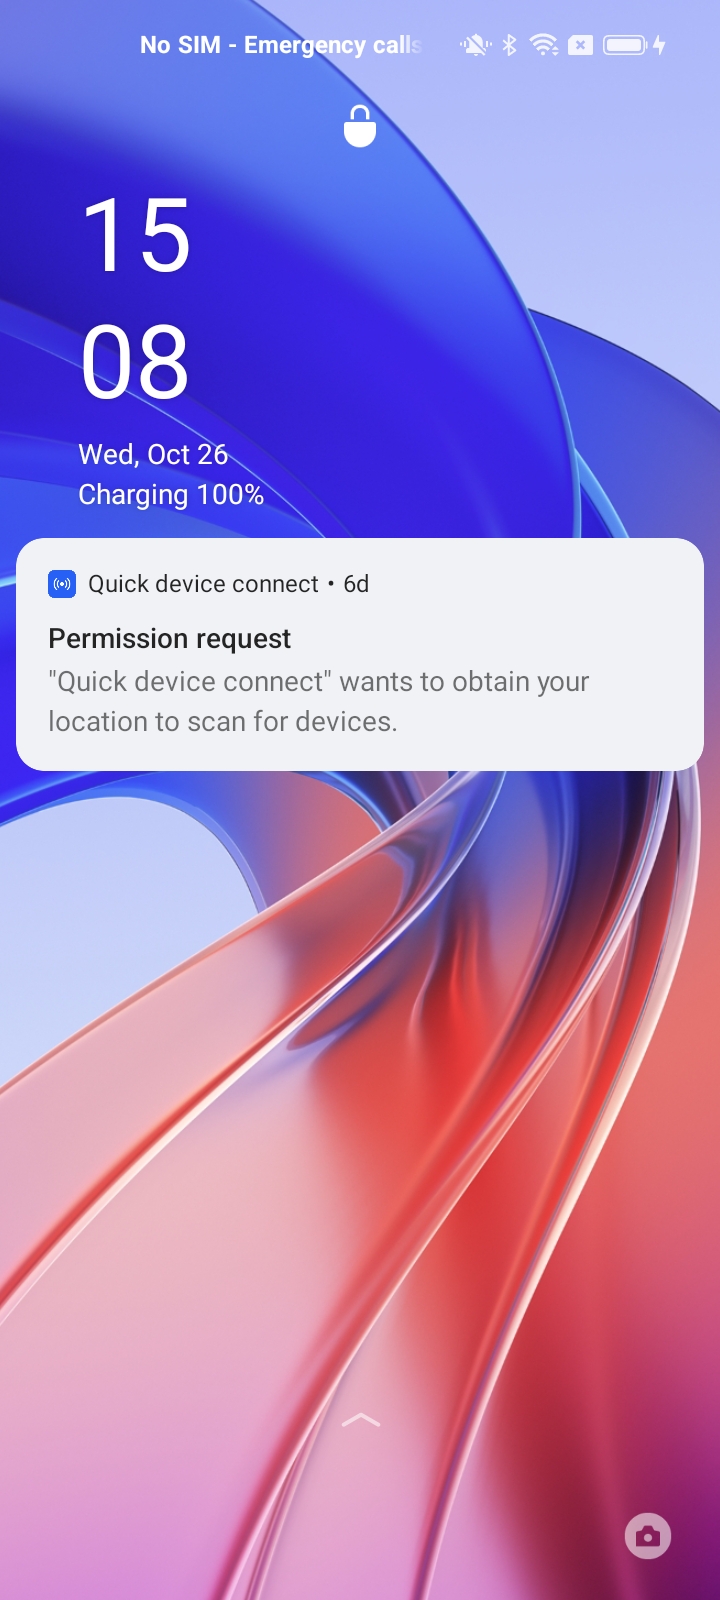 No SIM - Emergency calls
15
08
Wed, Oct 26
Charging 100%
Quick device connect • 6d
Permission request
"Quick device connect" wants to obtain your
location to scan for devices.